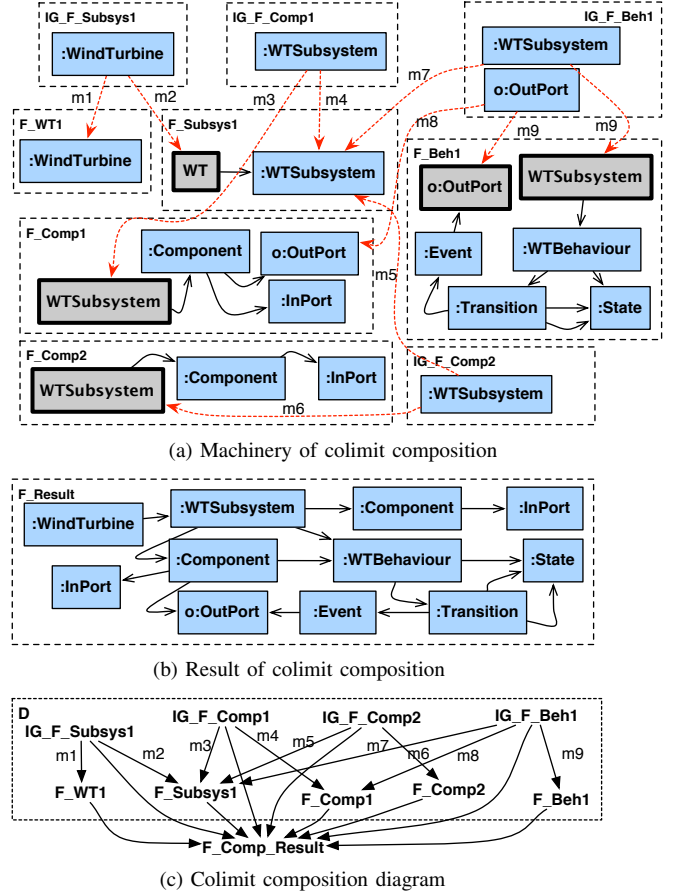 IG_F_Subsys1
:WindTurbine
IG_F_Comp1
:WTSubsystem
IG_F_Beh1
:WTSubsystem
o:OutPort
m1
m2
m3
m4
m7
m8
m9
m9
F_WT1
:WindTurbine
F_Subsys1
WT
:WTSubsystem
F_Beh1
o:OutPort
WTSubsystem
:Event
:WTBehaviour
:Transition
:State
F_Comp1
:Component
o:OutPort
WTSubsystem
:InPort
m5
F_Comp2
WTSubsystem
:Component
:InPort
m6
IG_F_Comp2
:WTSubsystem
(a) Machinery of colimit composition
F_Result
:WindTurbine
:WTSubsystem
:Component
:InPort
:Component
:WTBehaviour
:State
:InPort
o:OutPort
:Event
:Transition
(b) Result of colimit composition
D
IG_F_Subsys1
IG_F_Comp1
IG_F_Comp2
IG_F_Beh1
m1
m2
m3
m4
m5
m7
m6
m8
m9
F_WT1
F_Subsys1
F_Comp1
F_Comp2
F_Beh1
F_Comp_Result
(c) Colimit composition diagram